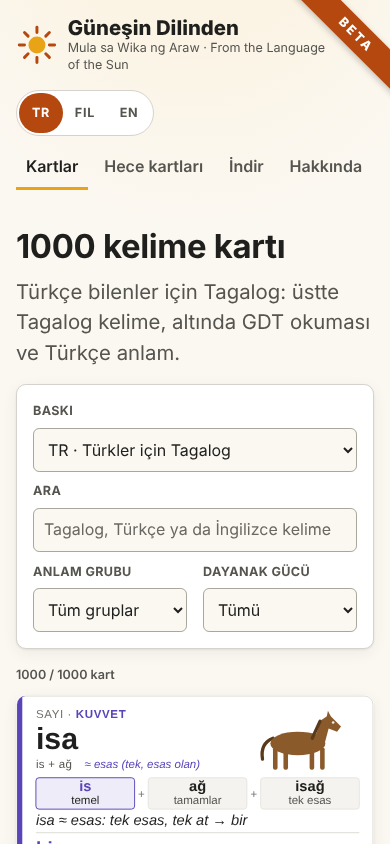 Güneşin Dilinden
Mula sa Wika ng Araw · From the Language
of the Sun
BETA
TR FIL EN
Kartlar Hece kartları İndir Hakkında
1000 kelime kartı
Türkçe bilenler için Tagalog: üstte
Tagalog kelime, altında GDT okuması
ve Türkçe anlam.
BASKI
TR · Türkler için Tagalog
ARA
Tagalog, Türkçe ya da İngilizce kelime
ANLAM GRUBU DAYANAK GÜCÜ
Tüm gruplar Tümü
1000 / 1000 kart
SAYI · KUVVET
isa
is + ağ ≈ esas (tek, esas olan)
is + ağ + isağ
temel tamamlar tek esas
isa ≈ esas: tek esas, tek at → bir